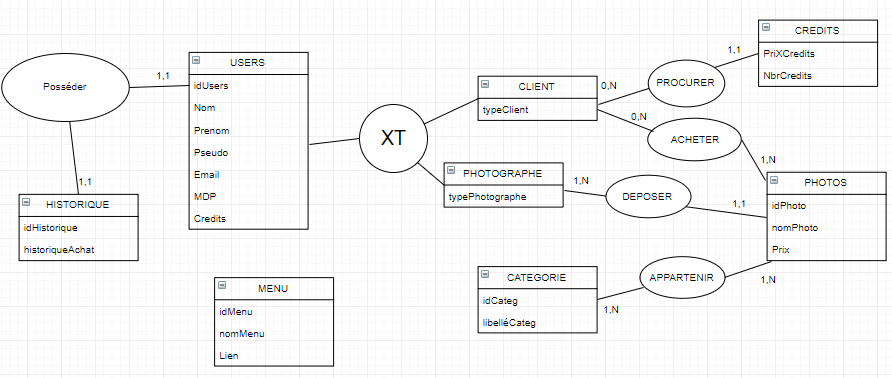 Posséder
1,1
1,1
USERS
idUsers
Nom
Prenom
Pseudo
Email
MDP
Credits
HISTORIQUE
idHistorique
historiqueAchat
MENU
idMenu
nomMenu
Lien
XT
CLIENT
typeClient
0,N
PROCURER
1,1
CREDITS
PriXCredits
NbrCredits
0,N
ACHETER
1,N
PHOTOGRAPHE
typePhotographe
1,N
DEPOSER
1,1
PHOTOS
idPhoto
nomPhoto
Prix
CATEGORIE
idCateg
libelléCateg
1,N
APPARTENIR
1,N